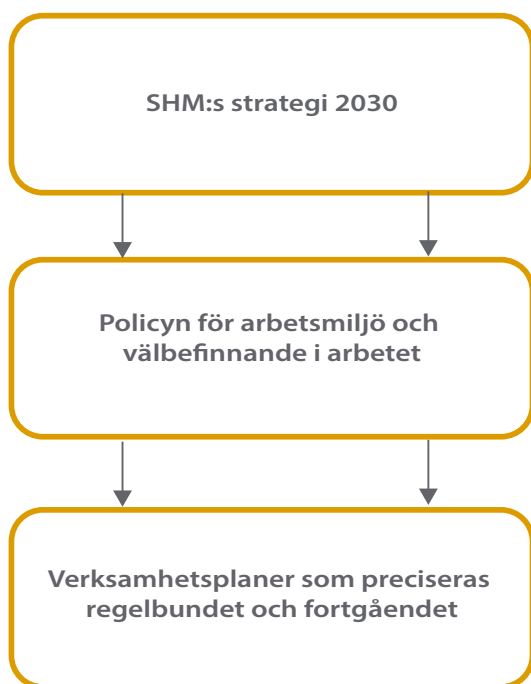 SHM:s strategi 2030
Policyn för arbetsmiljö och
välbefinnande i arbetet
Verksamhetsplaner som preciseras
regelbundet och fortgåendet